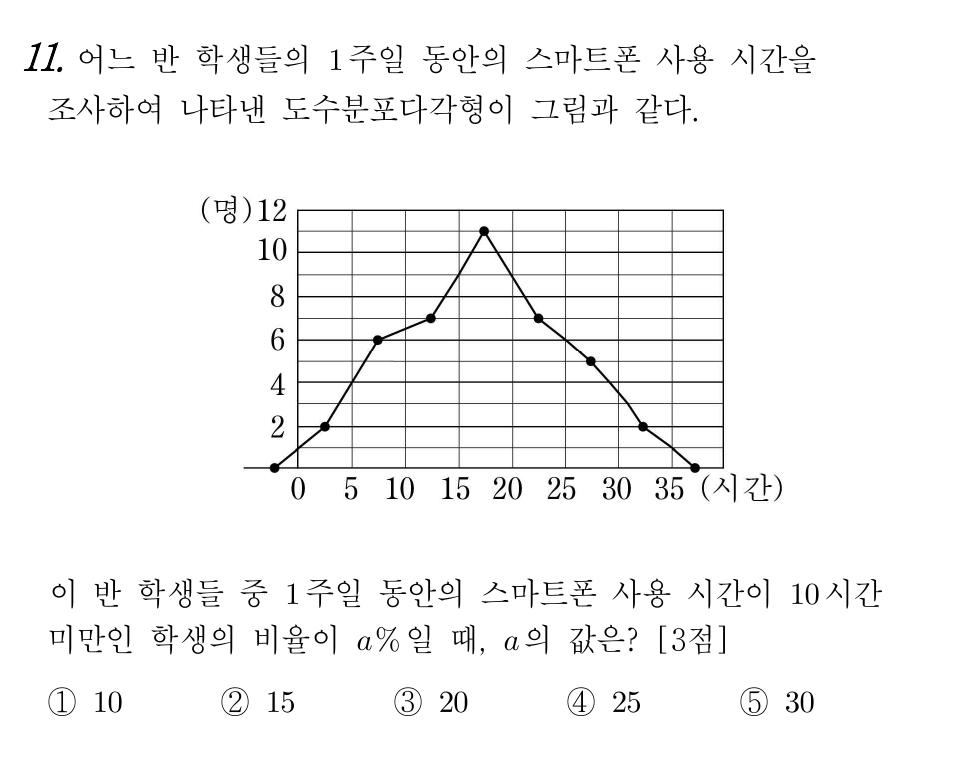 11. 어느 반 학생들의 1주일 동안의 스마트폰 사용 시간을
조사하여 나타낸 도수분포다각형이 그림과 같다.
(명) 12
10
8
6
4
2
0 5 10 15 20 25 30 35 (시간)
이 반 학생들 중 1주일 동안의 스마트폰 사용 시간이 10시간
미만인 학생의 비율이 a%일 때, a의 값은? [3점]
① 10 ② 15 ③ 20 ④ 25 ⑤ 30